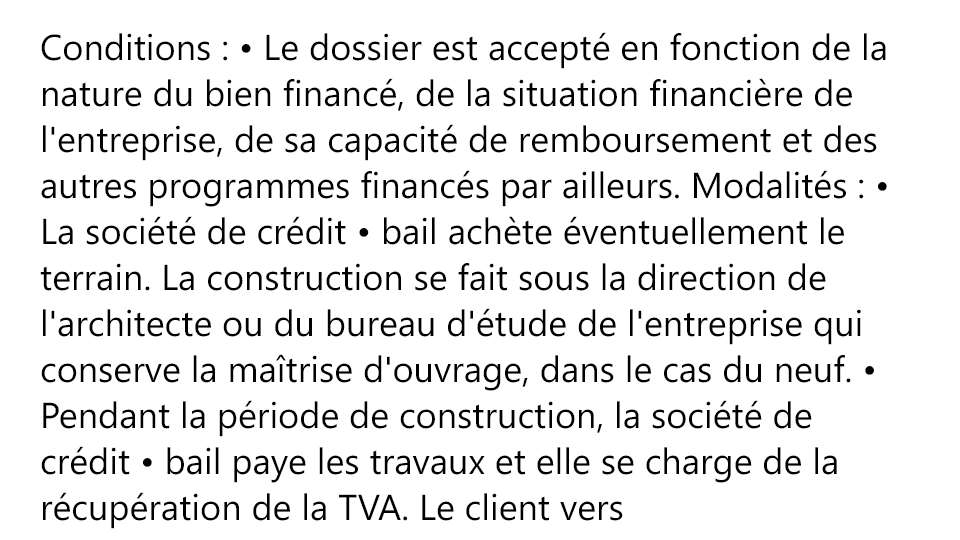 Conditions : • Le dossier est accepté en fonction de la
nature du bien financé, de la situation financière de
l'entreprise, de sa capacité de remboursement et des
autres programmes financés par ailleurs. Modalités : •
La société de crédit • bail achète éventuellement le
terrain. La construction se fait sous la direction de
l'architecte ou du bureau d'étude de l'entreprise qui
conserve la maîtrise d'ouvrage, dans le cas du neuf. •
Pendant la période de construction, la société de
crédit • bail paye les travaux et elle se charge de la
récupération de la TVA. Le client vers